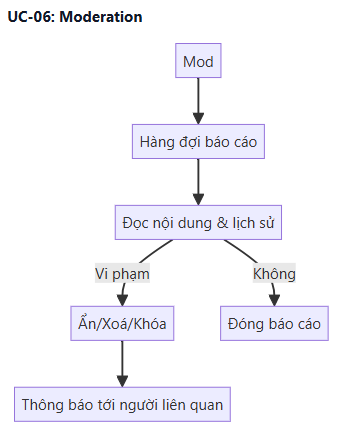 UC-06: Moderation
Mod
Hàng đợi báo cáo
Đọc nội dung & lịch sử
Vi phạm
Không
Ẩn/Xoá/Khóa
Đóng báo cáo
Thông báo tới người liên quan